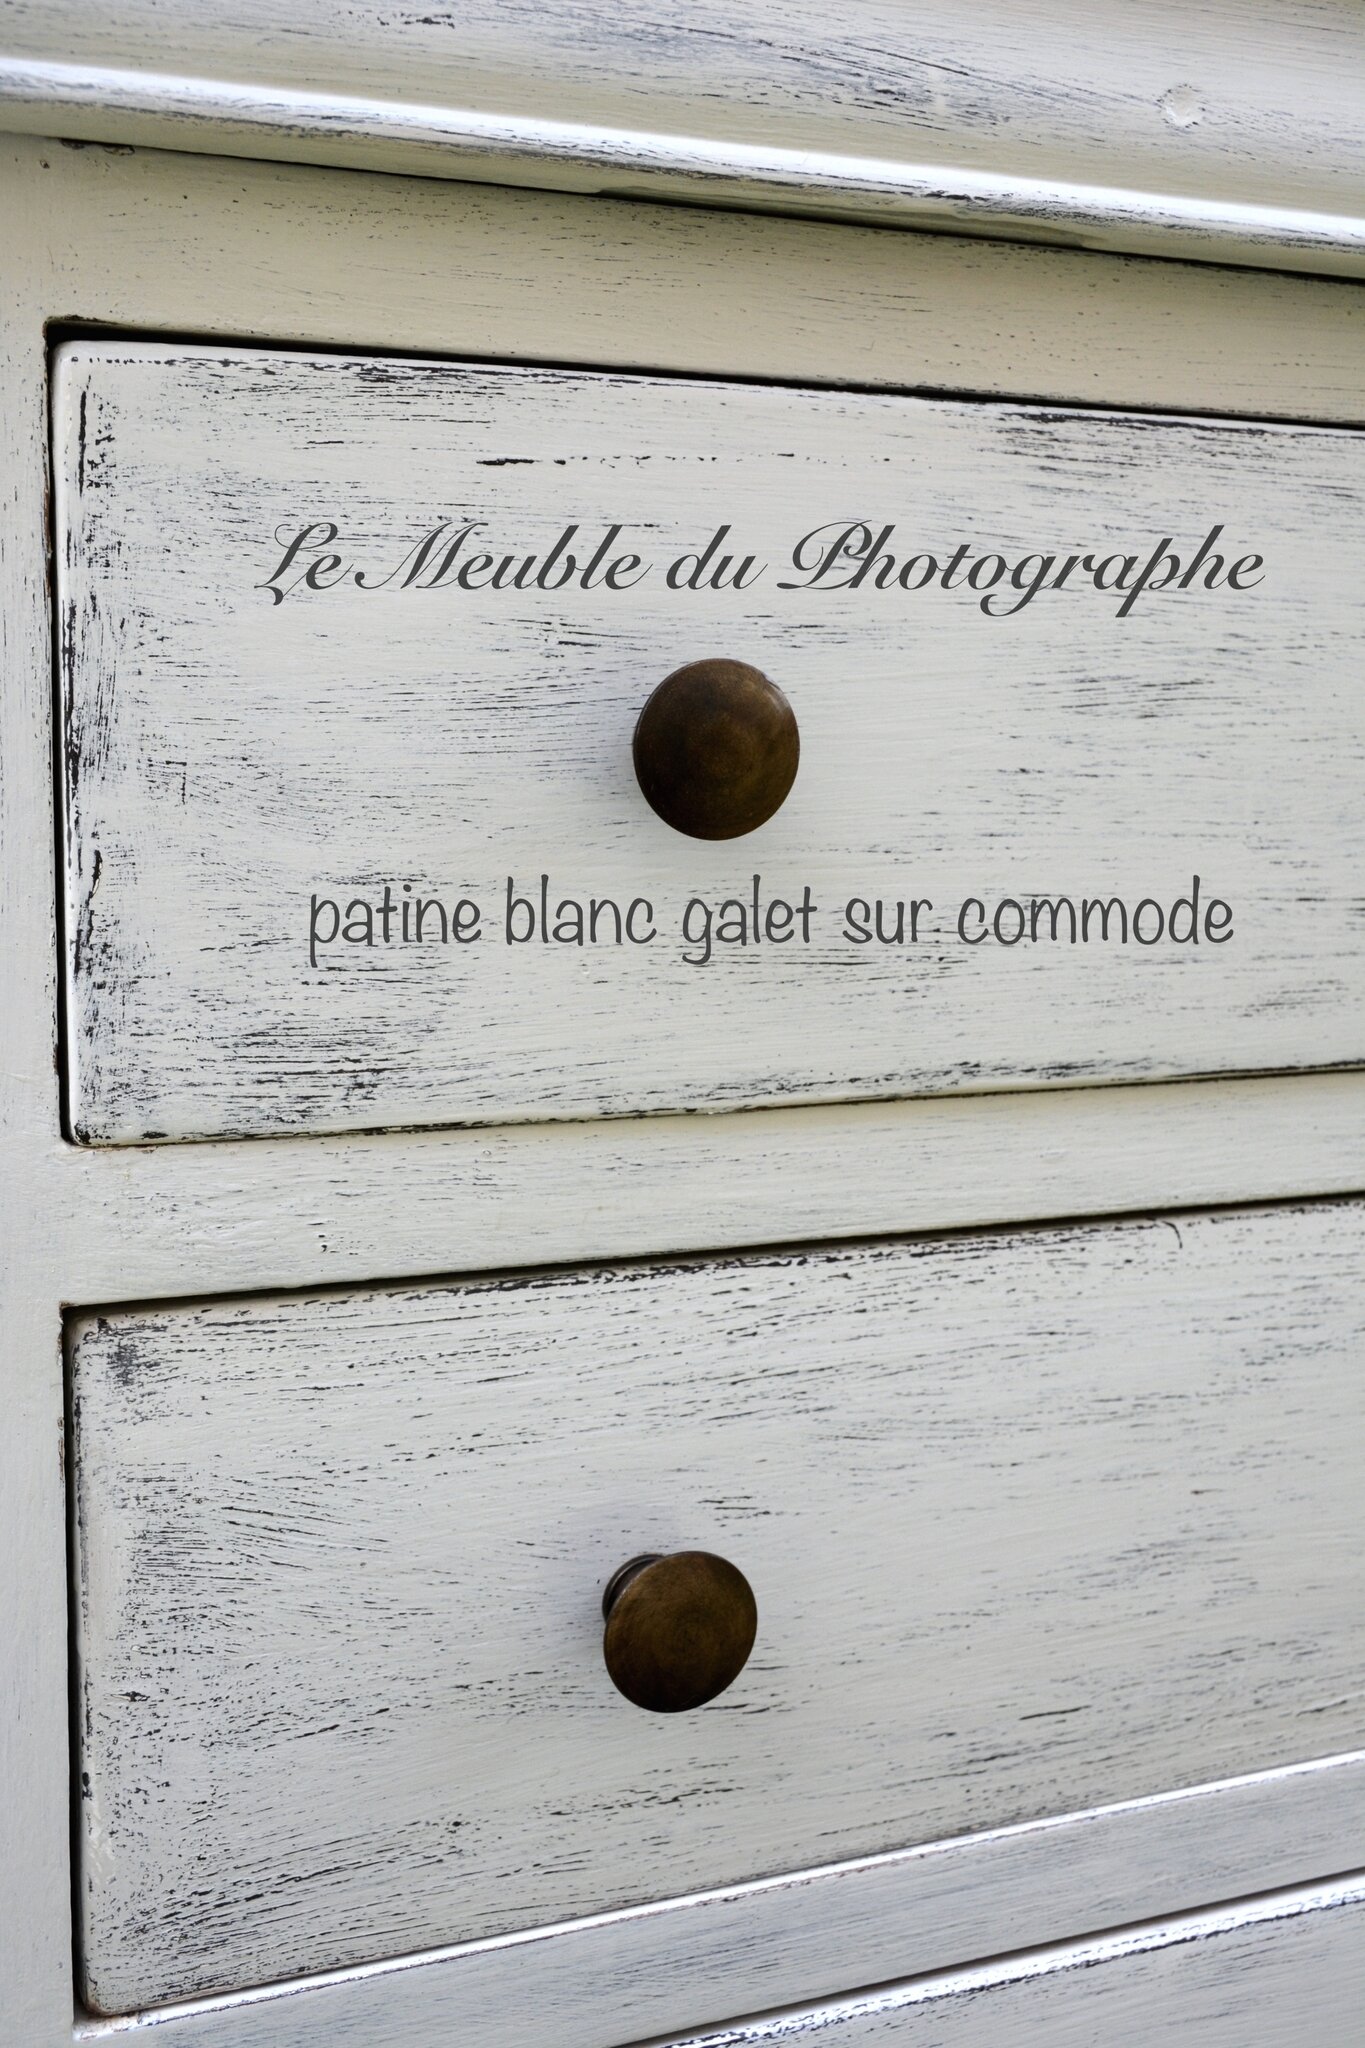 Le Meuble du Photographe
patine blanc galet sur commode